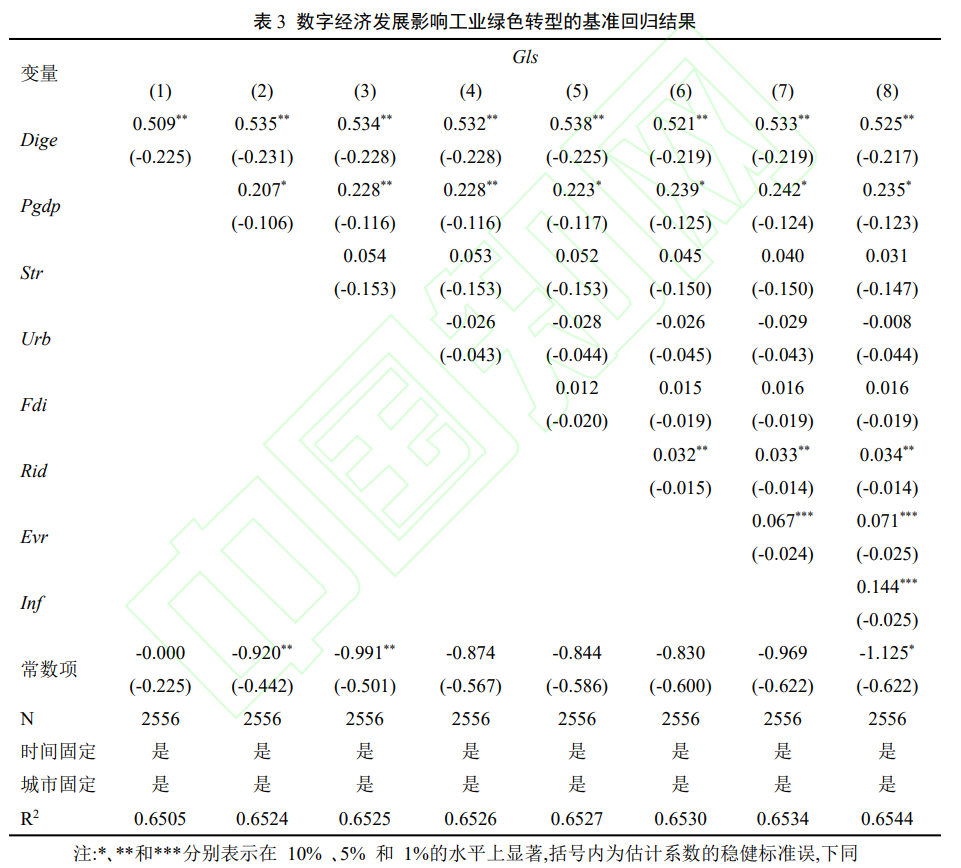 表 3 数字经济发展影响工业绿色转型的基准回归结果
变量 Gls
(1) (2) (3) (4) (5) (6) (7) (8)
Dige 0.509** 0.535** 0.534** 0.532** 0.538** 0.521** 0.533** 0.525**
(-0.225) (-0.231) (-0.228) (-0.228) (-0.225) (-0.219) (-0.219) (-0.217)
Pgdp 0.207* 0.228** 0.228** 0.223* 0.239* 0.242* 0.235*
(-0.106) (-0.116) (-0.116) (-0.117) (-0.125) (-0.124) (-0.123)
Str 0.054 0.053 0.052 0.045 0.040 0.031
(-0.153) (-0.153) (-0.153) (-0.150) (-0.150) (-0.147)
Urb -0.026 -0.028 -0.026 -0.029 -0.008
(-0.043) (-0.044) (-0.045) (-0.043) (-0.044)
Fdi 0.012 0.015 0.016 0.016
(-0.020) (-0.019) (-0.019) (-0.019)
Rid 0.032** 0.033** 0.034**
(-0.015) (-0.014) (-0.014)
Evr 0.067*** 0.071***
(-0.024) (-0.025)
Inf 0.144***
(-0.025)
常数项 -0.000 -0.920** -0.991** -0.874 -0.844 -0.830 -0.969 -1.125*
(-0.225) (-0.442) (-0.501) (-0.567) (-0.586) (-0.600) (-0.622) (-0.622)
N 2556 2556 2556 2556 2556 2556 2556 2556
时间固定 是 是 是 是 是 是 是 是
城市固定 是 是 是 是 是 是 是 是
R² 0.6505 0.6524 0.6525 0.6526 0.6527 0.6530 0.6534 0.6544
注:*、**和***分别表示在 10% 、5% 和 1%的水平上显著,括号内为估计系数的稳健标准误,下同
中国知网